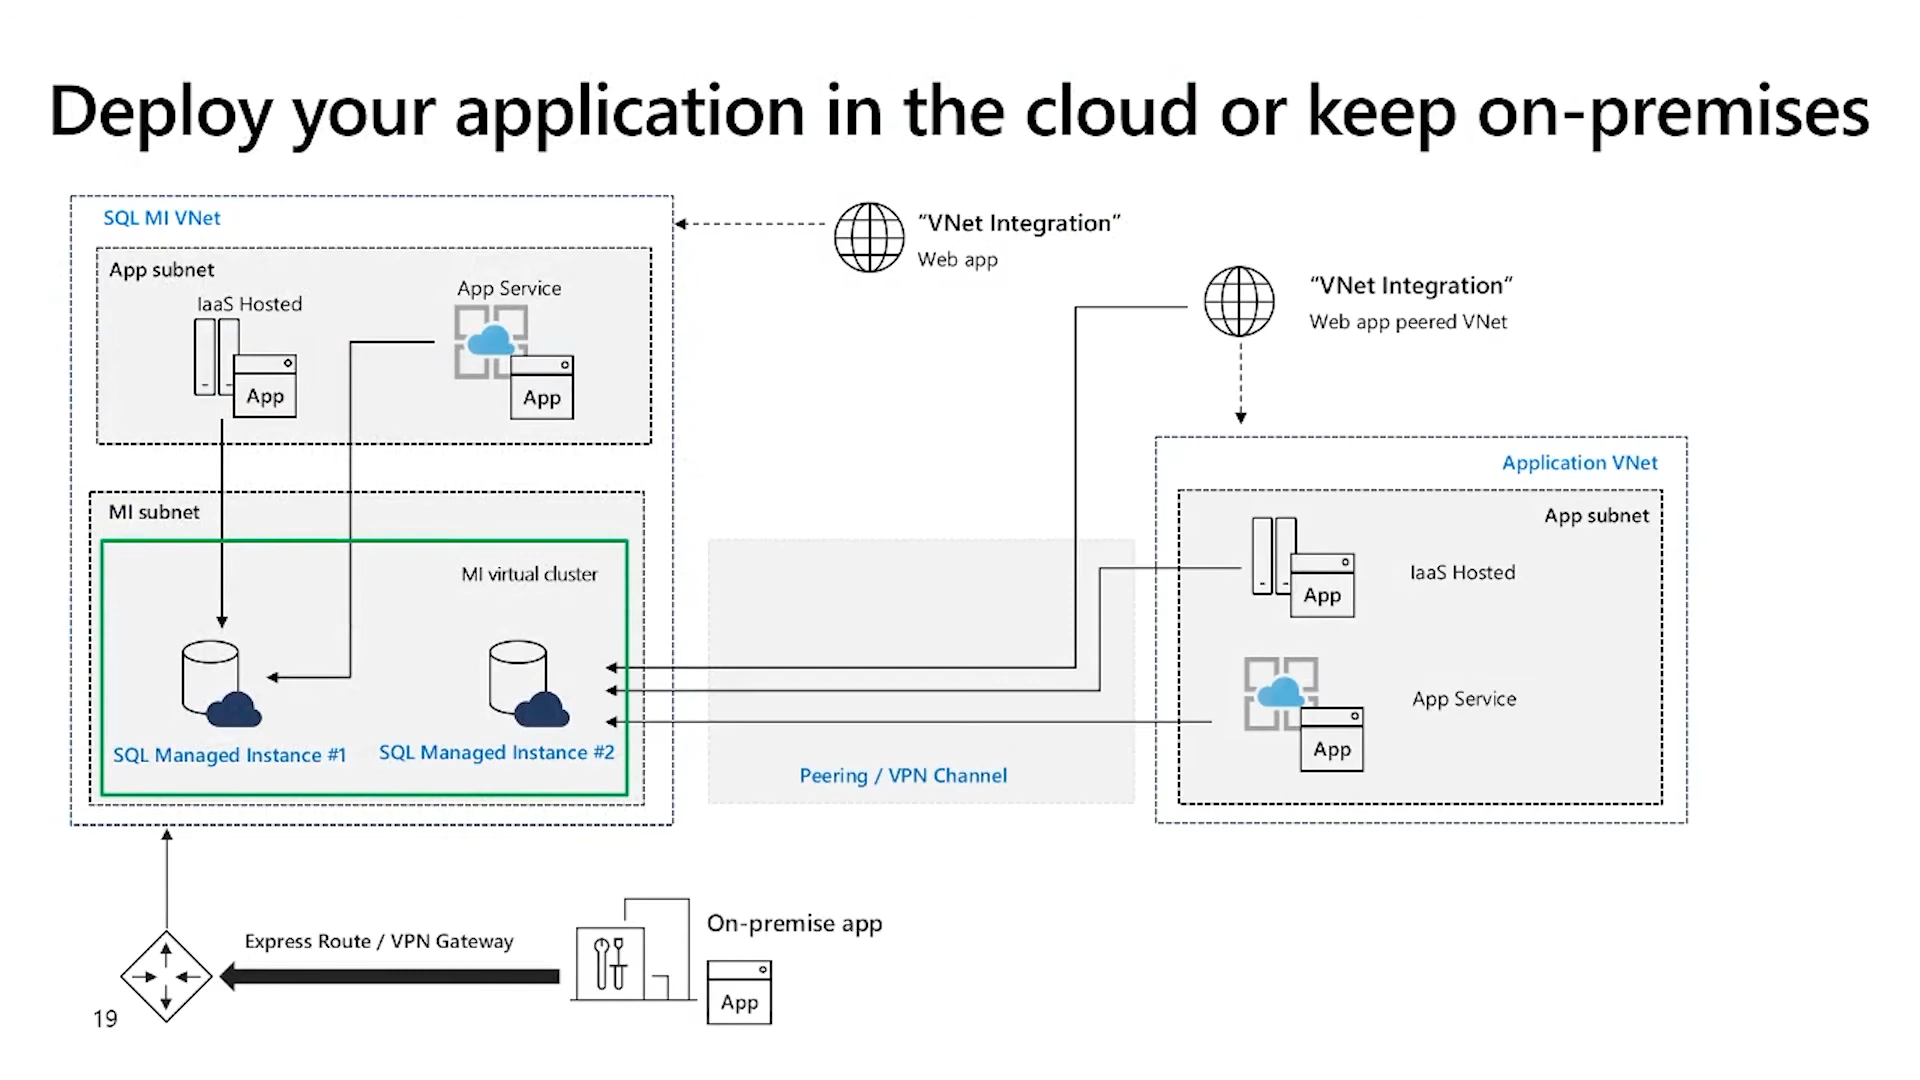 Deploy your application in the cloud or keep on-premises
SQL MI VNet
App subnet
IaaS Hosted
App
App Service
App
MI subnet
MI virtual cluster
SQL Managed Instance #1
SQL Managed Instance #2
"VNet Integration"
Web app
"VNet Integration"
Web app peered VNet
Peering / VPN Channel
Application VNet
App subnet
App
IaaS Hosted
App
App Service
Express Route / VPN Gateway
On-premise app
App
19